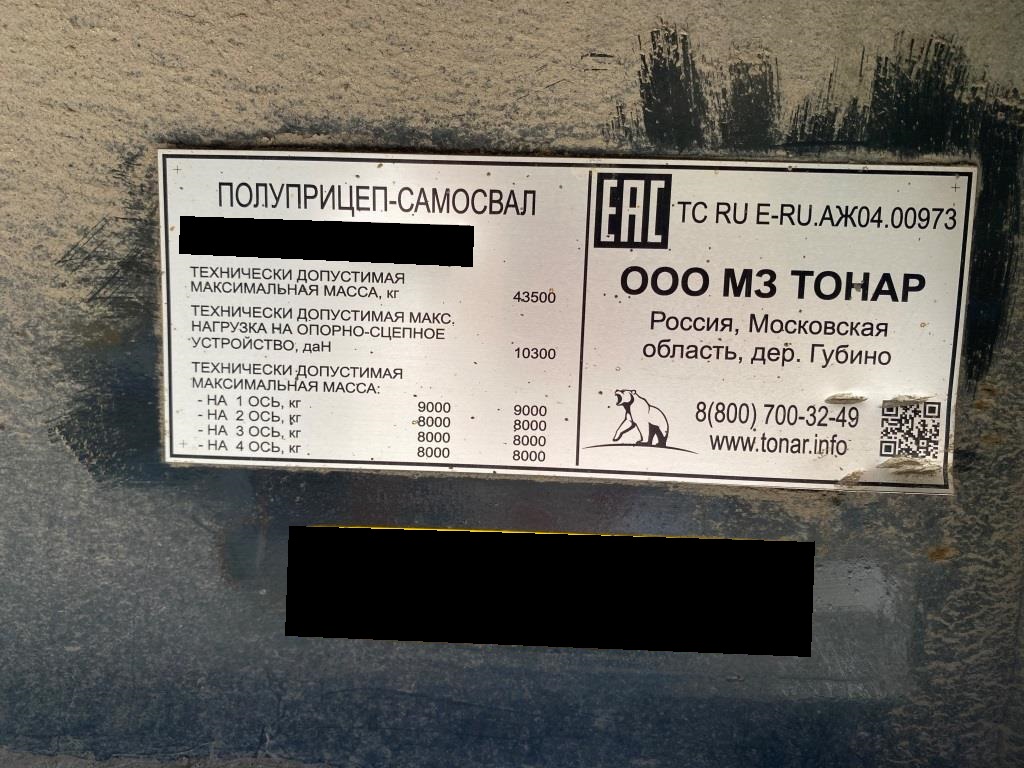 ПОЛУПРИЦЕП-САМОСВАЛ
ТЕХНИЧЕСКИ ДОПУСТИМАЯ
МАКСИМАЛЬНАЯ МАССА, кг 43500
ТЕХНИЧЕСКИ ДОПУСТИМАЯ МАКС.
НАГРУЗКА НА ОПОРНО-СЦЕПНОЕ
УСТРОЙСТВО, даН 10300
ТЕХНИЧЕСКИ ДОПУСТИМАЯ
МАКСИМАЛЬНАЯ МАССА:
- НА 1 ОСЬ, кг 9000 9000
- НА 2 ОСЬ, кг 8000 8000
- НА 3 ОСЬ, кг 8000 8000
- НА 4 ОСЬ, кг 8000 8000
EAC TC RU E-RU.АЖ04.00973
ООО МЗ ТОНАР
Россия, Московская
область, дер. Губино
8(800) 700-32-49
www.tonar.info